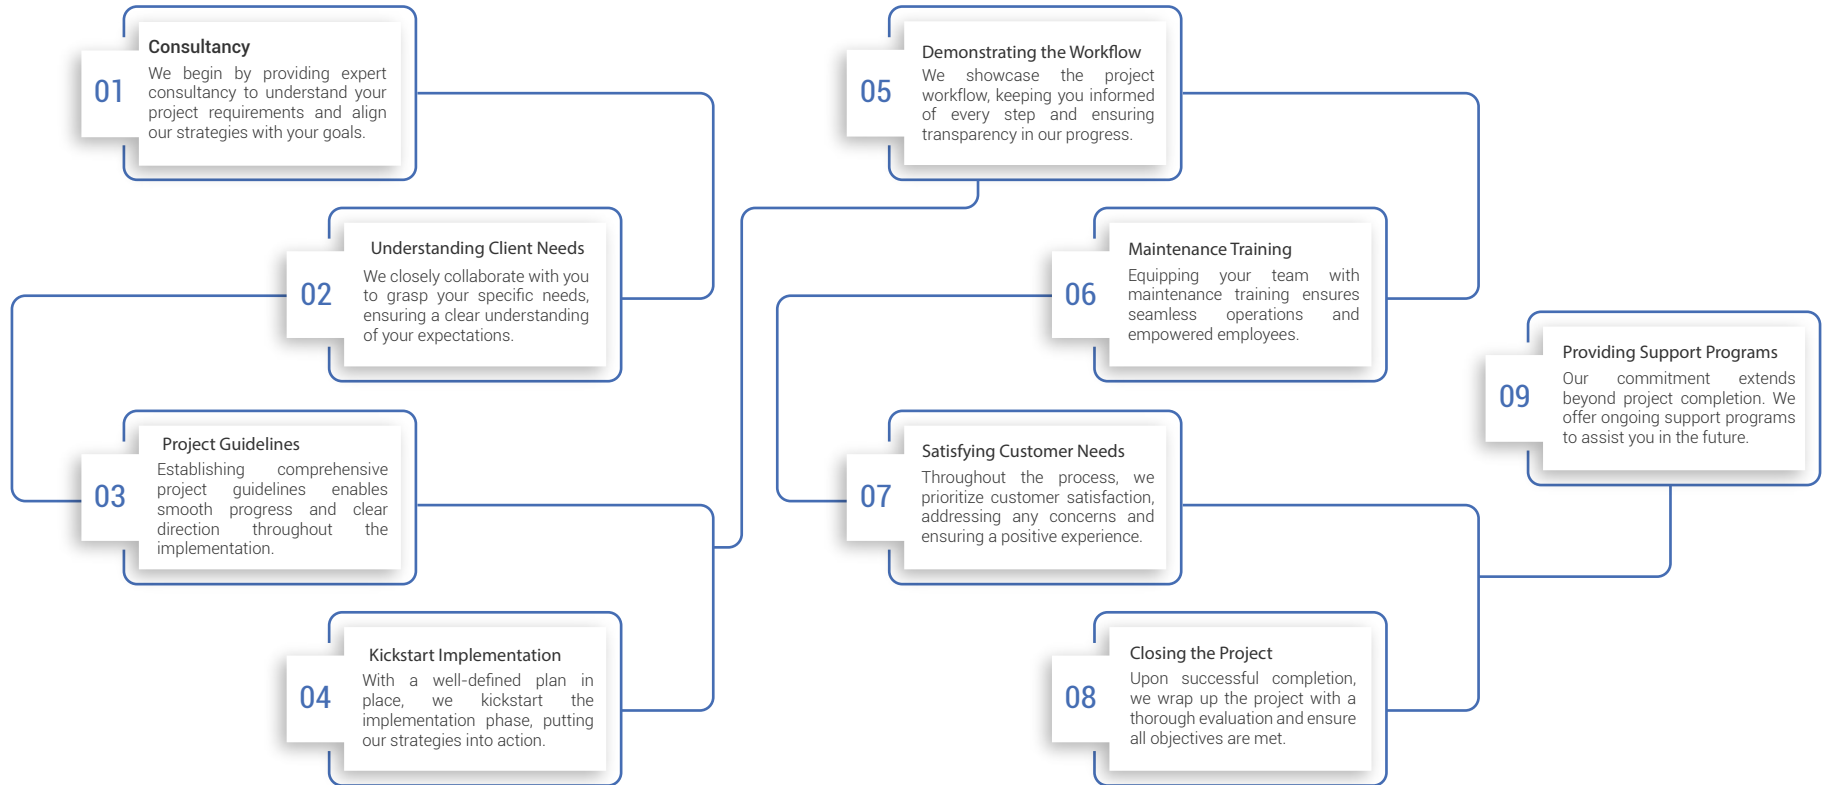 01
Consultancy
We begin by providing expert
consultancy to understand your
project requirements and align
our strategies with your goals.
02
Understanding Client Needs
We closely collaborate with you
to grasp your specific needs,
ensuring a clear understanding
of your expectations.
03
Project Guidelines
Establishing comprehensive
project guidelines enables
smooth progress and clear
direction throughout the
implementation.
04
Kickstart Implementation
With a well-defined plan in
place, we kickstart the
implementation phase, putting
our strategies into action.
05
Demonstrating the Workflow
We showcase the project
workflow, keeping you informed
of every step and ensuring
transparency in our progress.
06
Maintenance Training
Equipping your team with
maintenance training ensures
seamless operations and
empowered employees.
07
Satisfying Customer Needs
Throughout the process, we
prioritize customer satisfaction,
addressing any concerns and
ensuring a positive experience.
08
Closing the Project
Upon successful completion,
we wrap up the project with a
thorough evaluation and ensure
all objectives are met.
09
Providing Support Programs
Our commitment extends
beyond project completion. We
offer ongoing support programs
to assist you in the future.